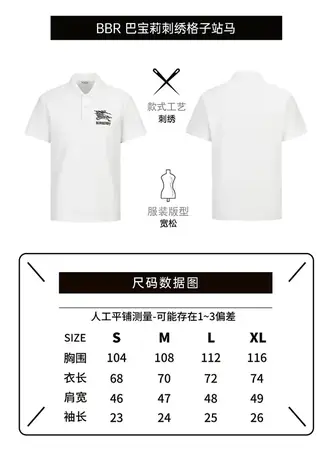 BBR 巴宝莉刺绣格子站马
款式工艺
刺绣
BURBERRY
服装版型
宽松
尺码数据图
人工平铺测量-可能存在1~3偏差
SIZE S M L XL
胸围 104 108 112 116
衣长 68 70 72 74
肩宽 46 47 48 49
袖长 23 24 25 26